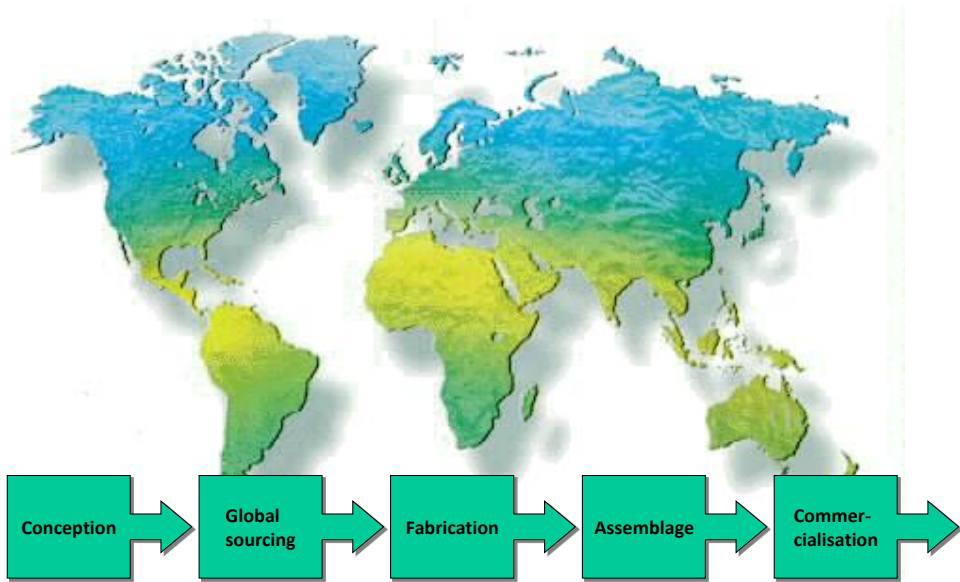 Conception
Global
sourcing
Fabrication
Assemblage
Commer-
cialisation